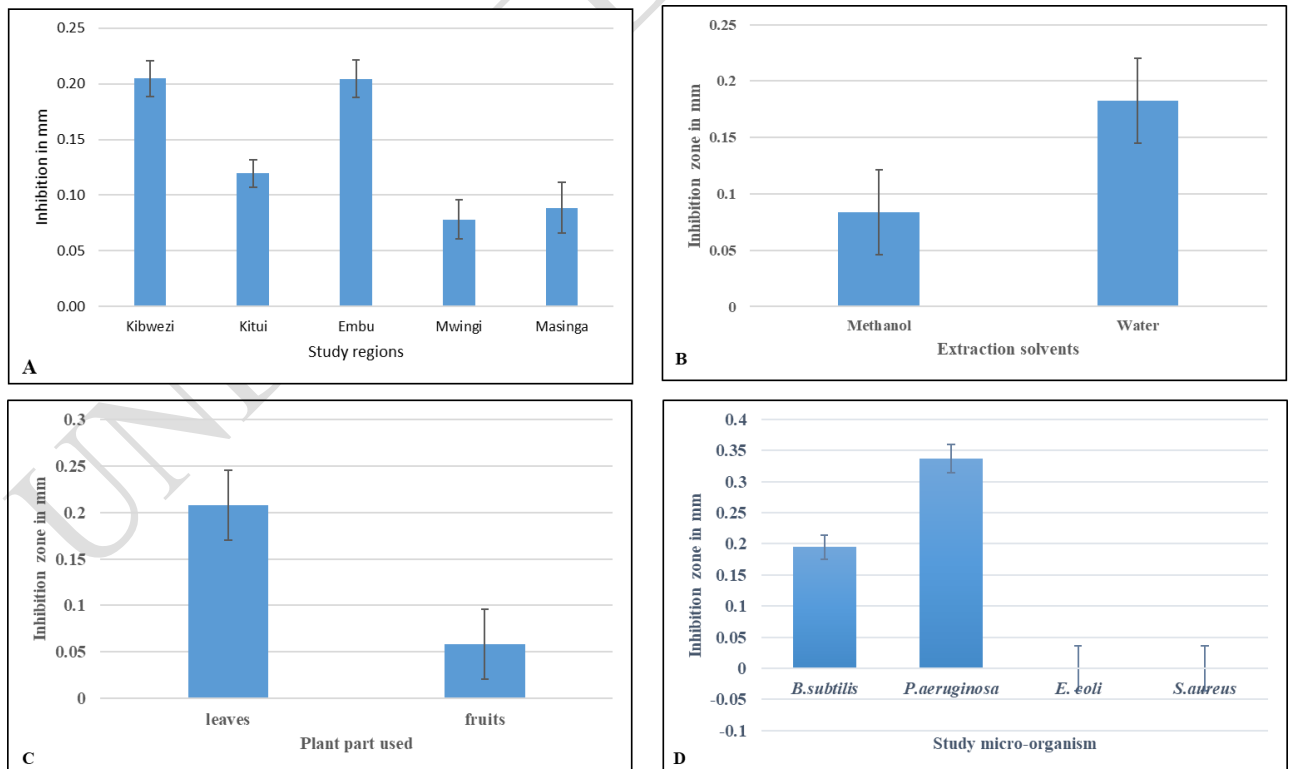 0.25
0.20
0.15
0.10
0.05
0.00
Inhibition in mm
Kibwezi Kitui Embu Mwingi Masinga
Study regions
A
0.25
0.2
0.15
0.1
0.05
0
Inhibition zone in mm
Methanol Water
Extraction solvents
B
0.3
0.25
0.2
0.15
0.1
0.05
0
Inhibition zone in mm
leaves fruits
Plant part used
C
0.4
0.35
0.3
0.25
0.2
0.15
0.1
0.05
0
-0.05
-0.1
Inhibition zone in mm
B.subtilis P.aeruginosa E. coli S.aureus
Study micro-organism
D